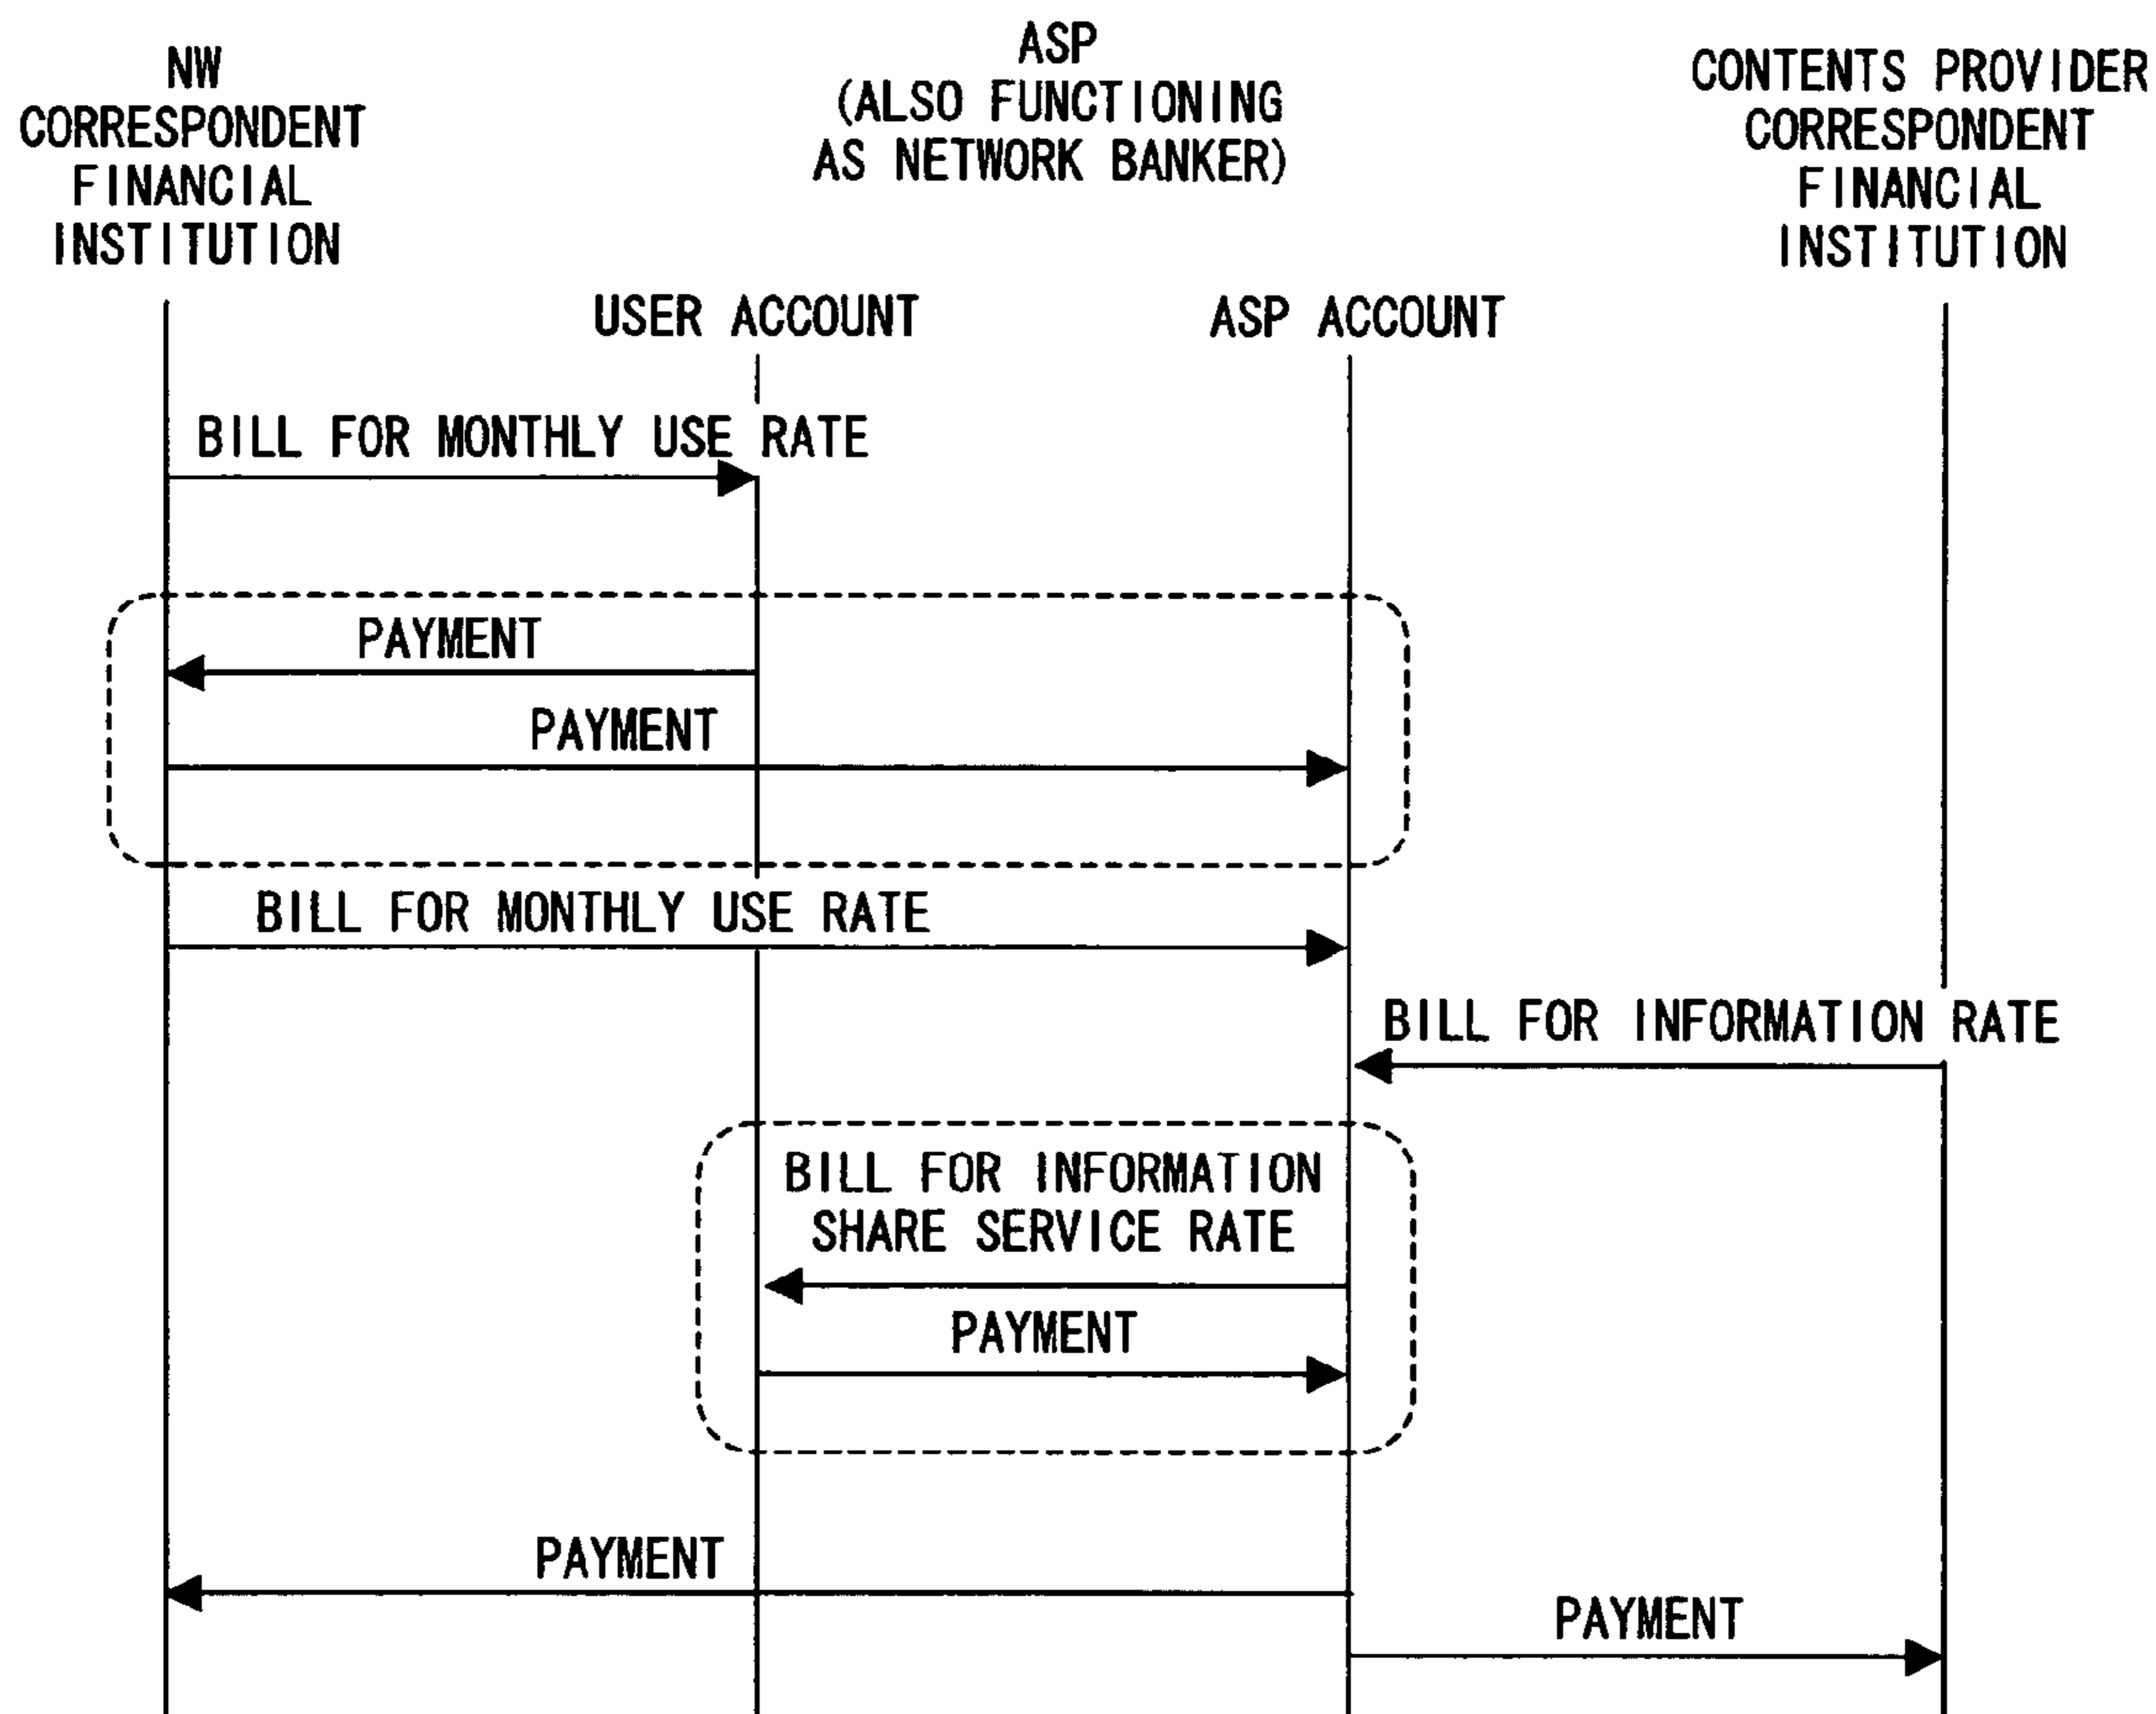 NW
CORRESPONDENT
FINANCIAL
INSTITUTION
ASP
(ALSO FUNCTIONING
AS NETWORK BANKER)
CONTENTS PROVIDER
CORRESPONDENT
FINANCIAL
INSTITUTION
USER ACCOUNT
ASP ACCOUNT
BILL FOR MONTHLY USE RATE
PAYMENT
PAYMENT
BILL FOR MONTHLY USE RATE
BILL FOR INFORMATION RATE
BILL FOR INFORMATION
SHARE SERVICE RATE
PAYMENT
PAYMENT
PAYMENT